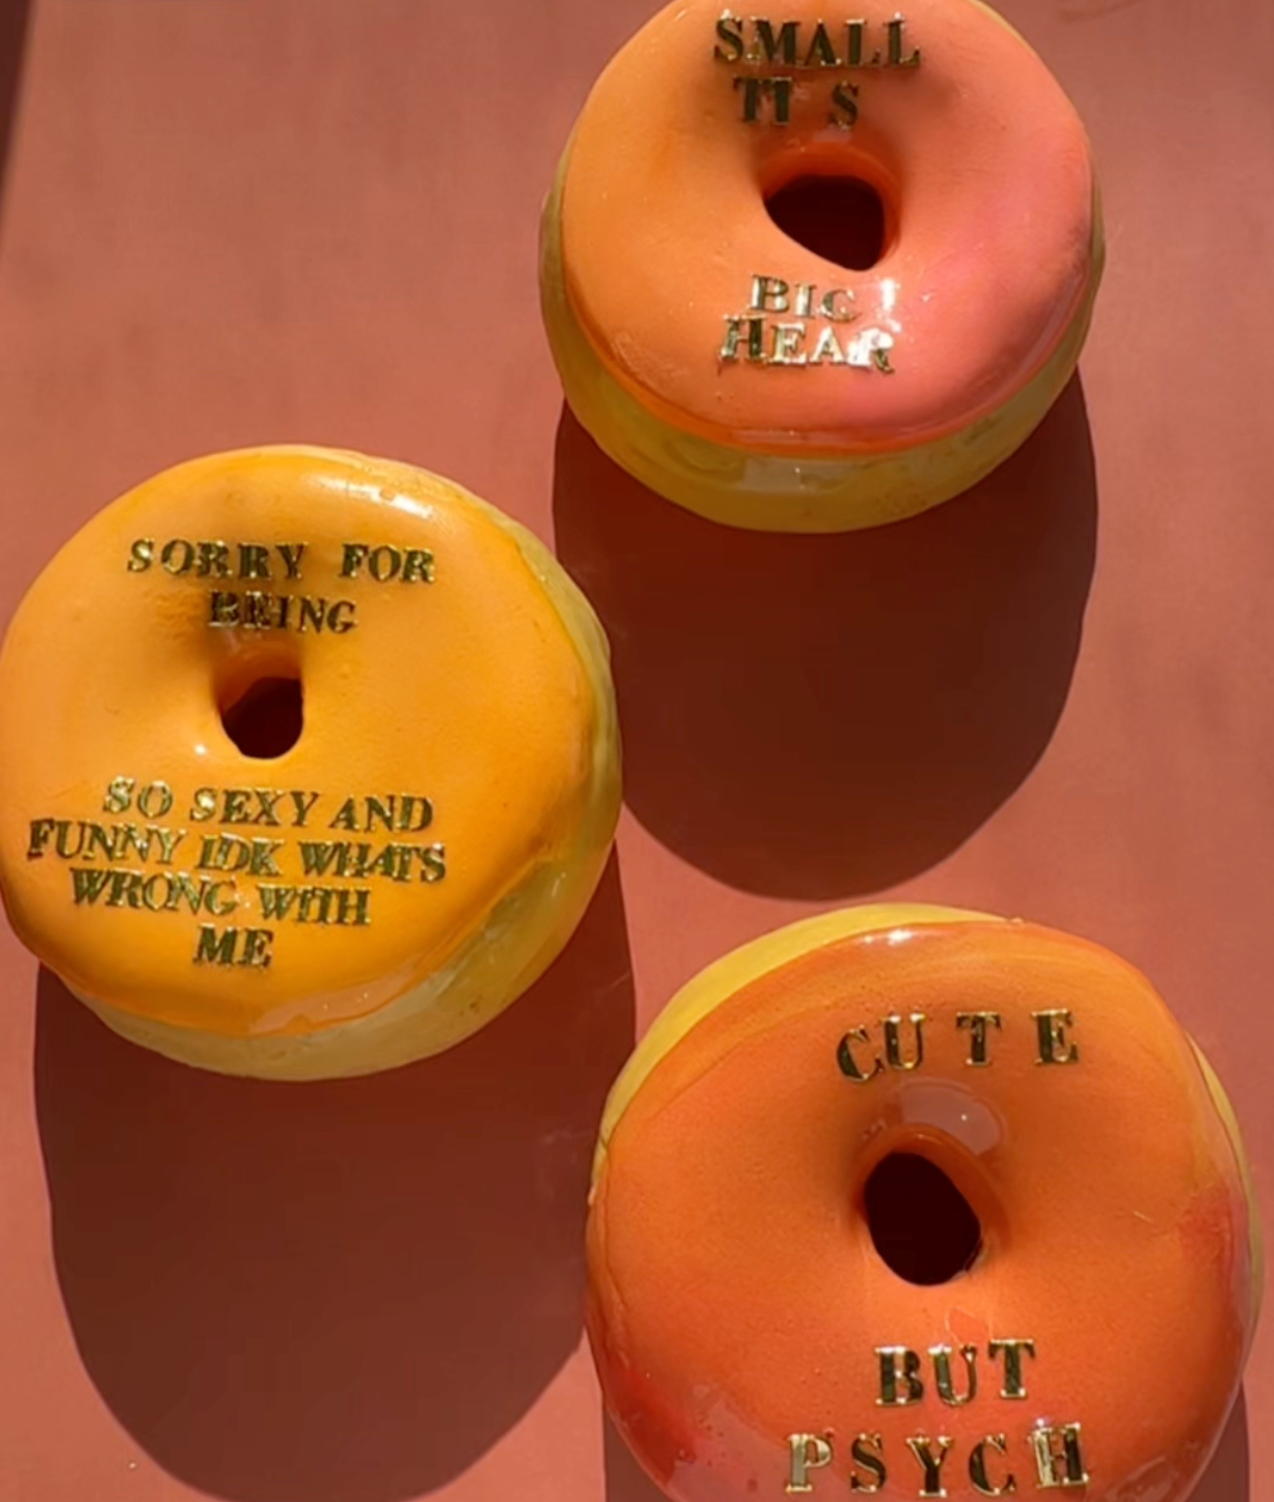 SMALL
TI S
BIG
HEAR
SORRY FOR
BEING
SO SEXY AND
FUNNY IDK WHATS
WRONG WITH
ME
CUTE
BUT
PSYCH